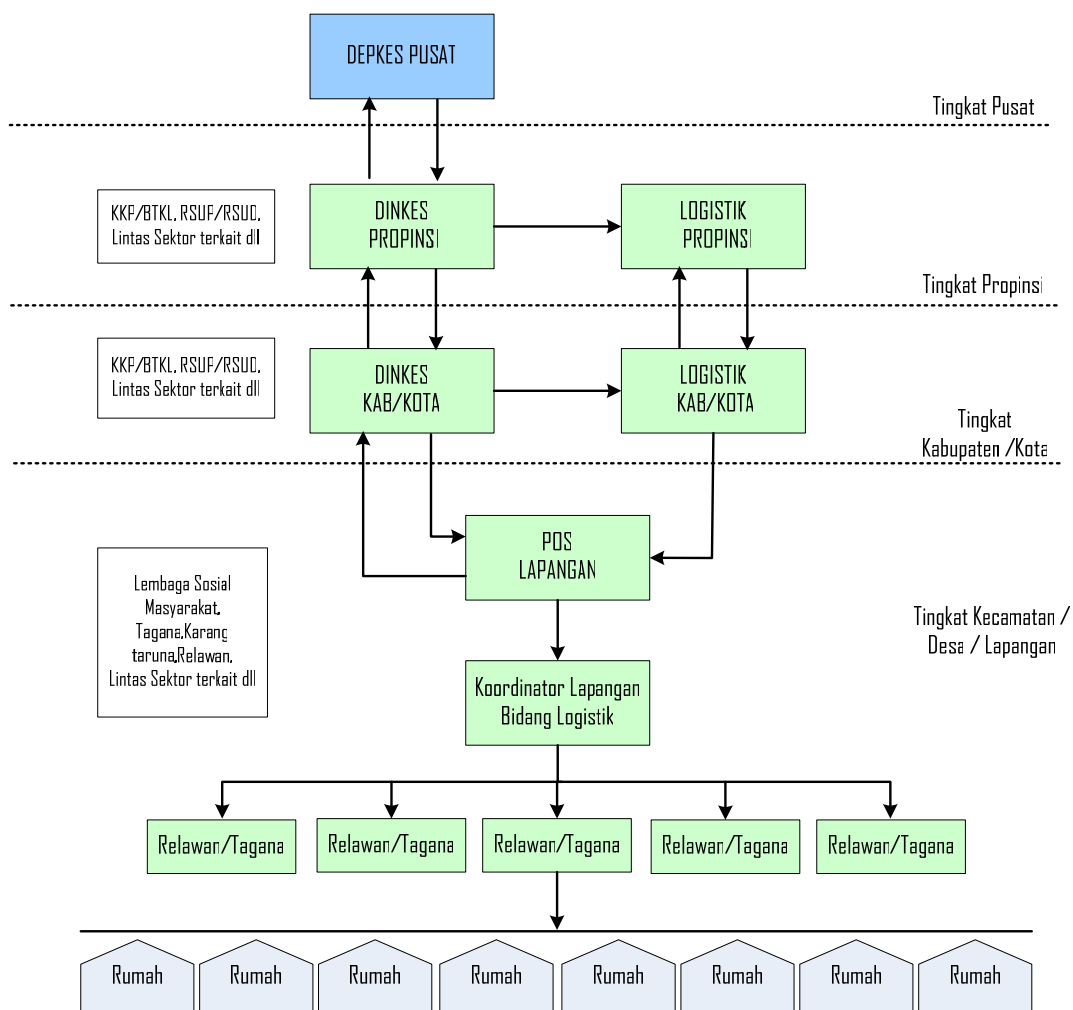 DEPKES PUSAT
Tingkat Pusat
KKP/BTKL, RSUP/RSUD,
Lintas Sektor terkait dll
DINKES
PROPINSI
LOGISTIK
PROPINSI
Tingkat Propinsi
KKP/BTKL, RSUP/RSUD,
Lintas Sektor terkait dll
DINKES
KAB/KOTA
LOGISTIK
KAB/KOTA
Tingkat
Kabupaten /Kota
POS
LAPANGAN
Lembaga Sosial
Masyarakat,
Tagana,Karang
taruna,Relawan,
Lintas Sektor terkait dll
Tingkat Kecamatan /
Desa / Lapangan
Koordinator Lapangan
Bidang Logistik
Relawan/Tagana
Relawan/Tagana
Relawan/Tagana
Relawan/Tagana
Relawan/Tagana
Rumah
Rumah
Rumah
Rumah
Rumah
Rumah
Rumah
Rumah